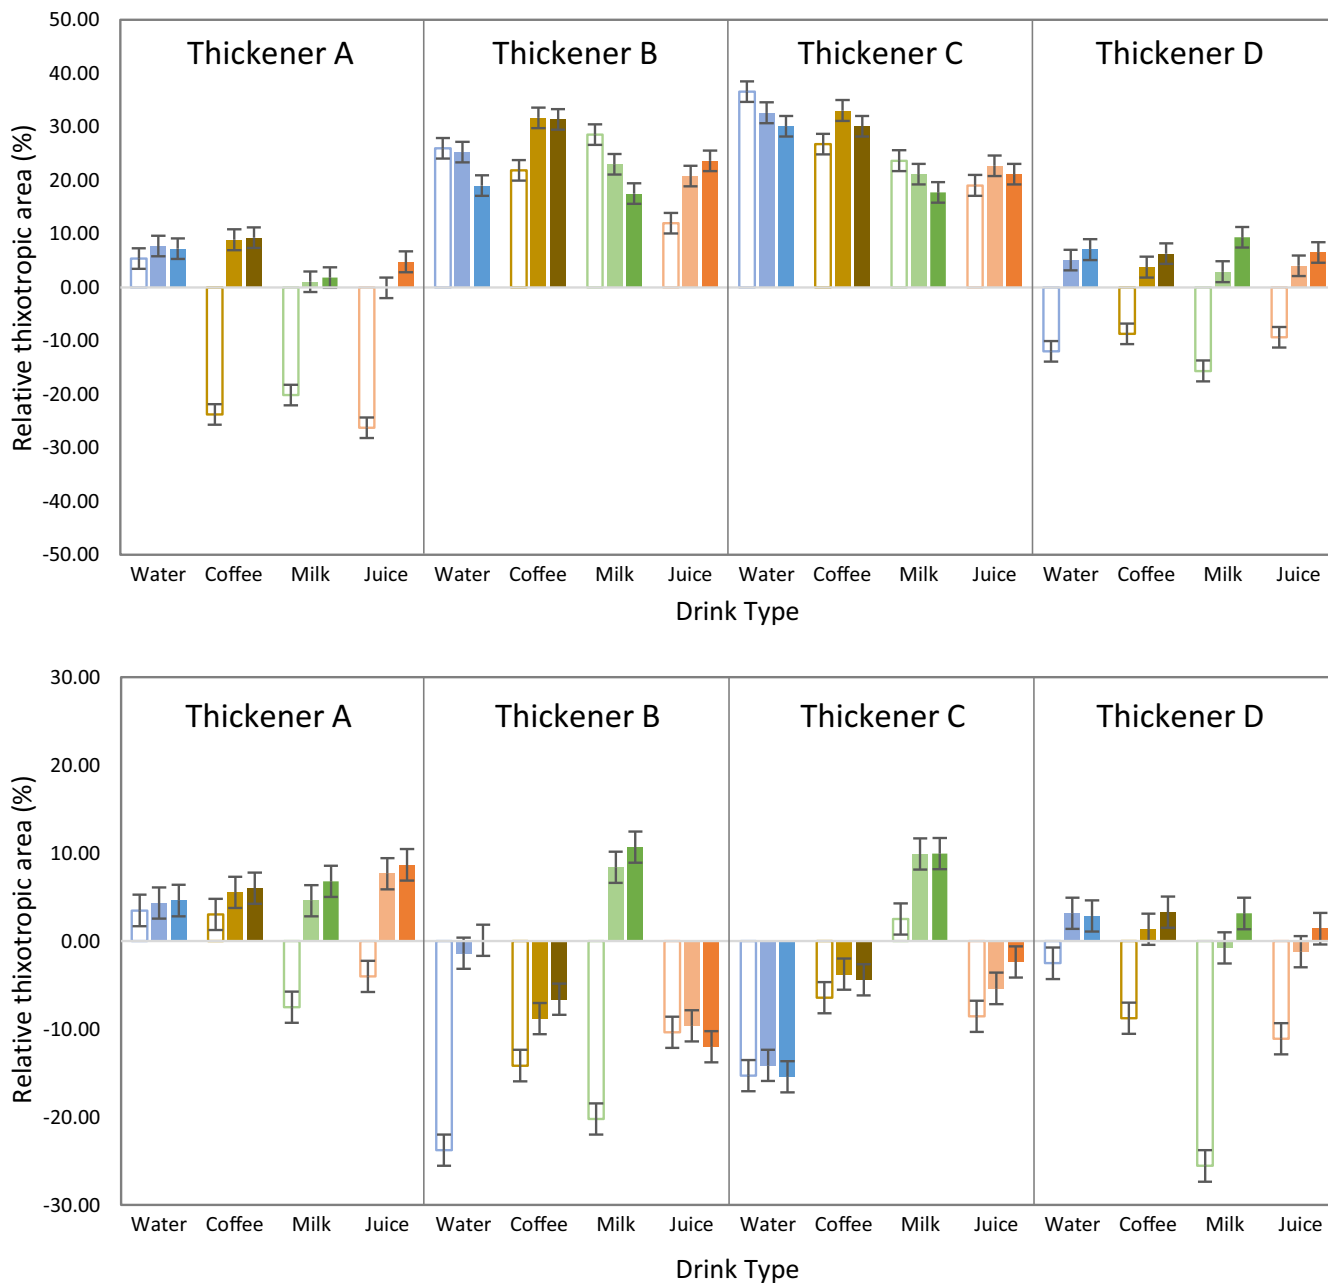 50.00
40.00
30.00
20.00
10.00
0.00
-10.00
-20.00
-30.00
-40.00
-50.00
Relative thixotropic area (%)
Thickener A Thickener B Thickener C Thickener D
Water Coffee Milk Juice Water Coffee Milk Juice Water Coffee Milk Juice Water Coffee Milk Juice
Drink Type
30.00
20.00
10.00
0.00
-10.00
-20.00
-30.00
Relative thixotropic area (%)
Thickener A Thickener B Thickener C Thickener D
Water Coffee Milk Juice Water Coffee Milk Juice Water Coffee Milk Juice Water Coffee Milk Juice
Drink Type